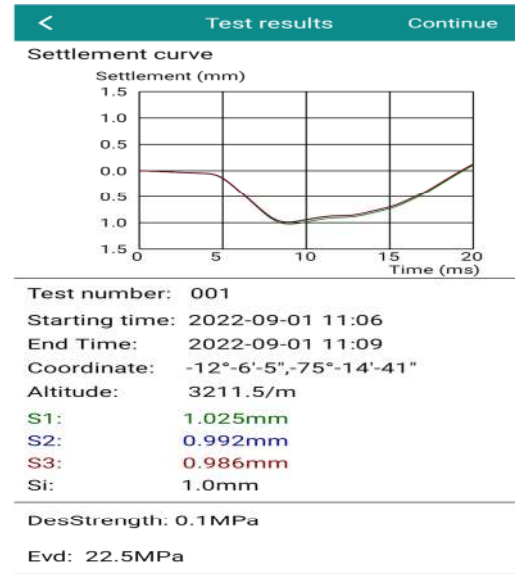 < Test results Continue
Settlement curve
Settlement (mm)
1.5
1.0
0.5
0.0
0.5
1.0
1.5
0 5 10 15 20
Time (ms)
Test number: 001
Starting time: 2022-09-01 11:06
End Time: 2022-09-01 11:09
Coordinate: -12°-6'-5",-75°-14'-41"
Altitude: 3211.5/m
S1: 1.025mm
S2: 0.992mm
S3: 0.986mm
Si: 1.0mm
DesStrength: 0.1MPa
Evd: 22.5MPa